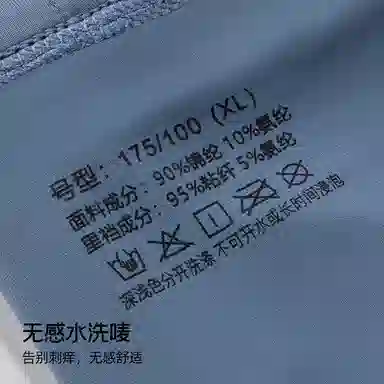 号型：175/100（XL）
面料成分：90%锦纶 10%氨纶
里裆成分：95%粘纤 5%氨纶
深浅色分开洗涤 不可开水或长时间浸泡
无感水洗唛
告别刺痒，无感舒适